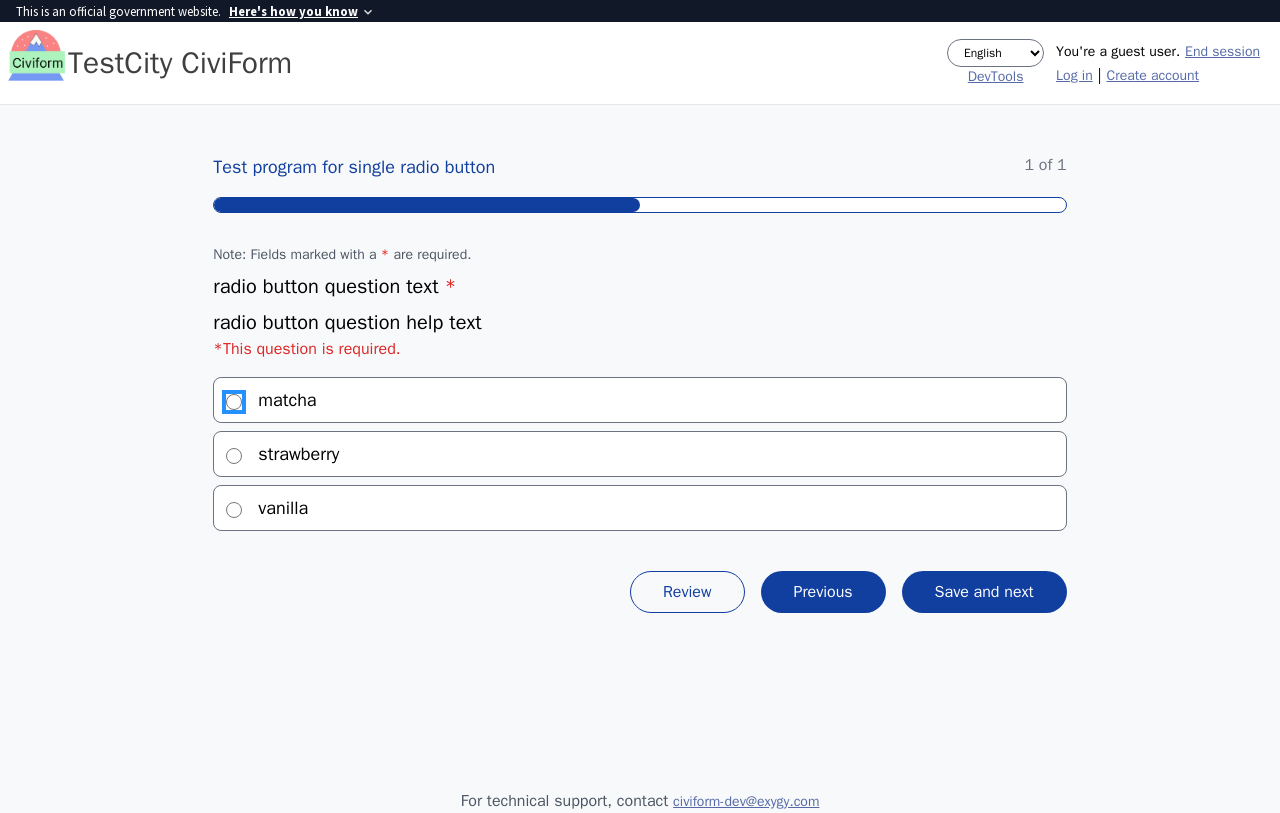 This is an official government website. Here's how you know
Civiform
TestCity CiviForm
English
DevTools
You're a guest user. End session
Log in | Create account
Test program for single radio button
1 of 1
Note: Fields marked with a * are required.
radio button question text *
radio button question help text
*This question is required.
matcha
strawberry
vanilla
Review
Previous
Save and next
For technical support, contact civiform-dev@exygy.com